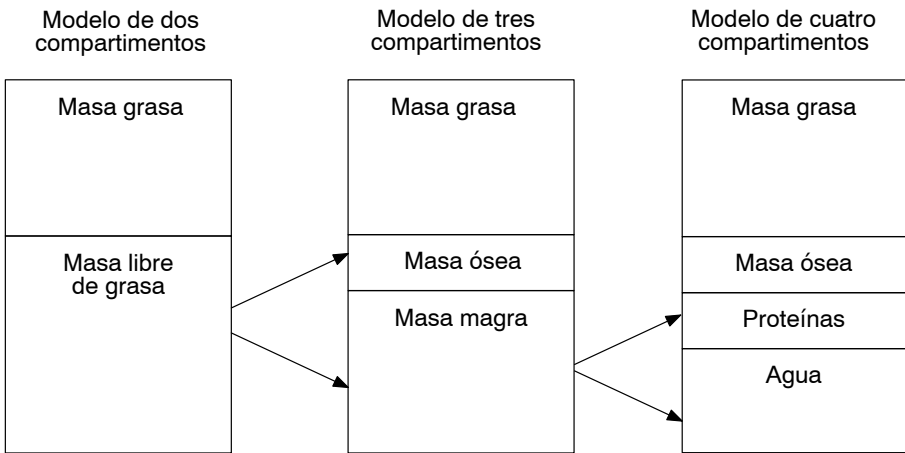 Modelo de dos
compartimentos
Masa grasa
Masa libre
de grasa
Modelo de tres
compartimentos
Masa grasa
Masa ósea
Masa magra
Modelo de cuatro
compartimentos
Masa grasa
Masa ósea
Proteínas
Agua